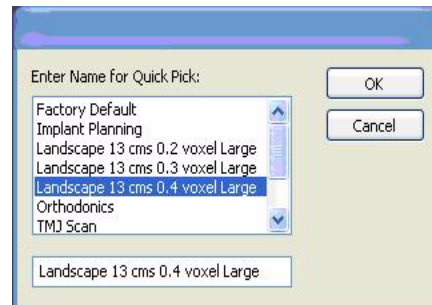 Enter Name for Quick Pick:
OK
Cancel
Factory Default
Implant Planning
Landscape 13 cms 0.2 voxel Large
Landscape 13 cms 0.3 voxel Large
Landscape 13 cms 0.4 voxel Large
Orthodonics
TMJ Scan
Landscape 13 cms 0.4 voxel Large